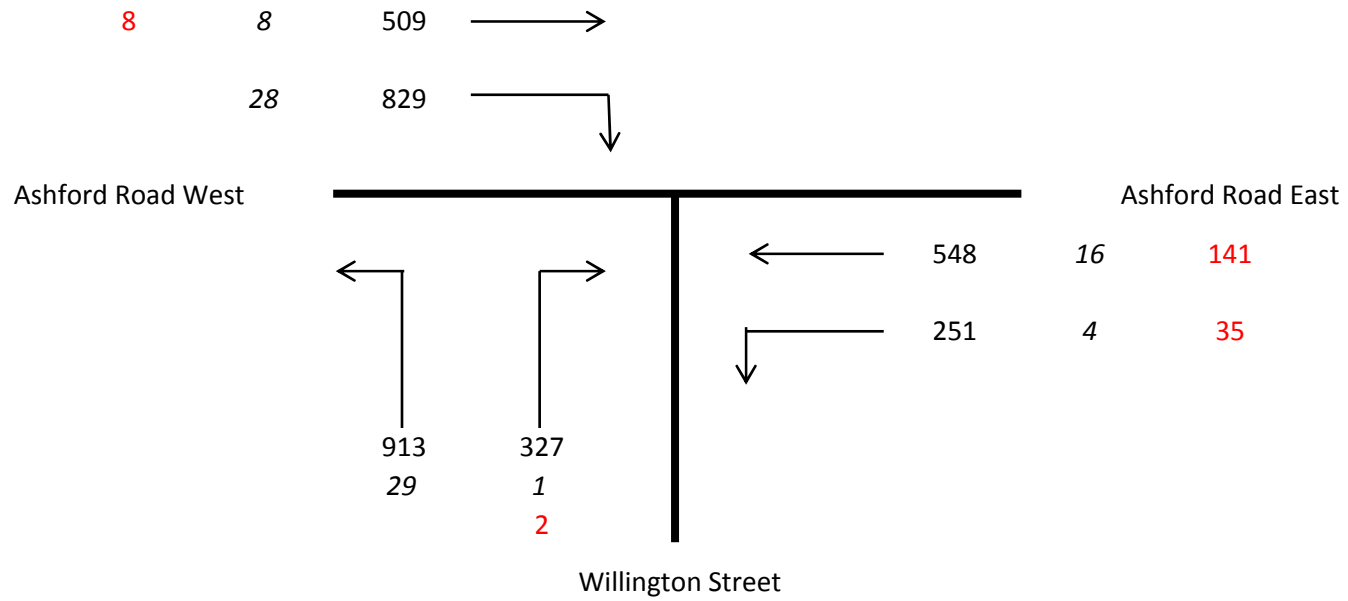 8 8 509
28 829
Ashford Road West
Ashford Road East
548 16 141
251 4 35
913 327
29 1
2
Willington Street